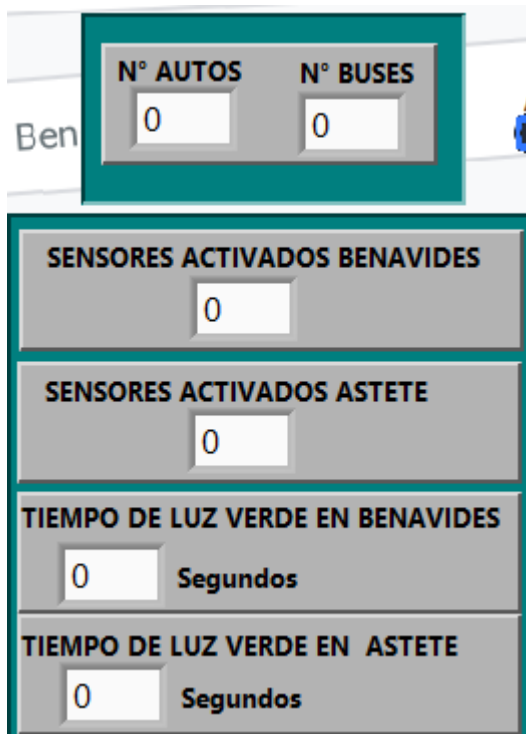 N° AUTOS N° BUSES
0 0
Ben
SENSORES ACTIVADOS BENAVIDES
0
SENSORES ACTIVADOS ASTETE
0
TIEMPO DE LUZ VERDE EN BENAVIDES
0 Segundos
TIEMPO DE LUZ VERDE EN ASTETE
0 Segundos